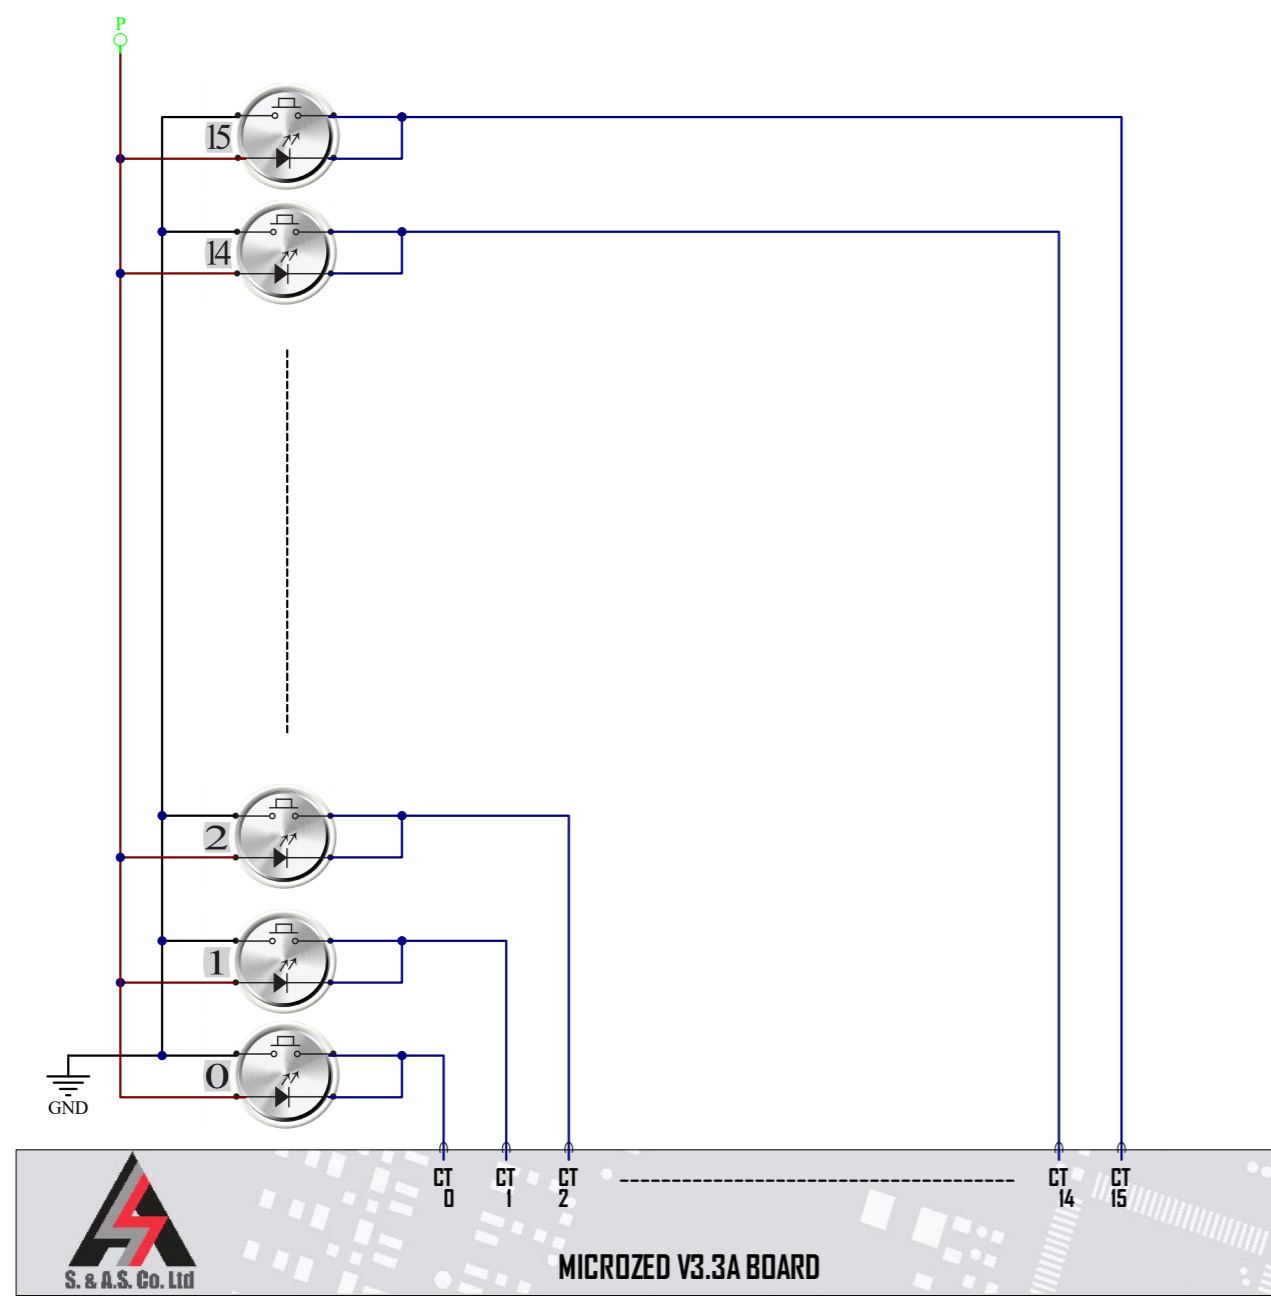 P
15
14
2
1
0
GND
CT 0
CT 1
CT 2
CT 14
CT 15
MICROZED V3.3A BOARD
S. & A.S. Co. Ltd